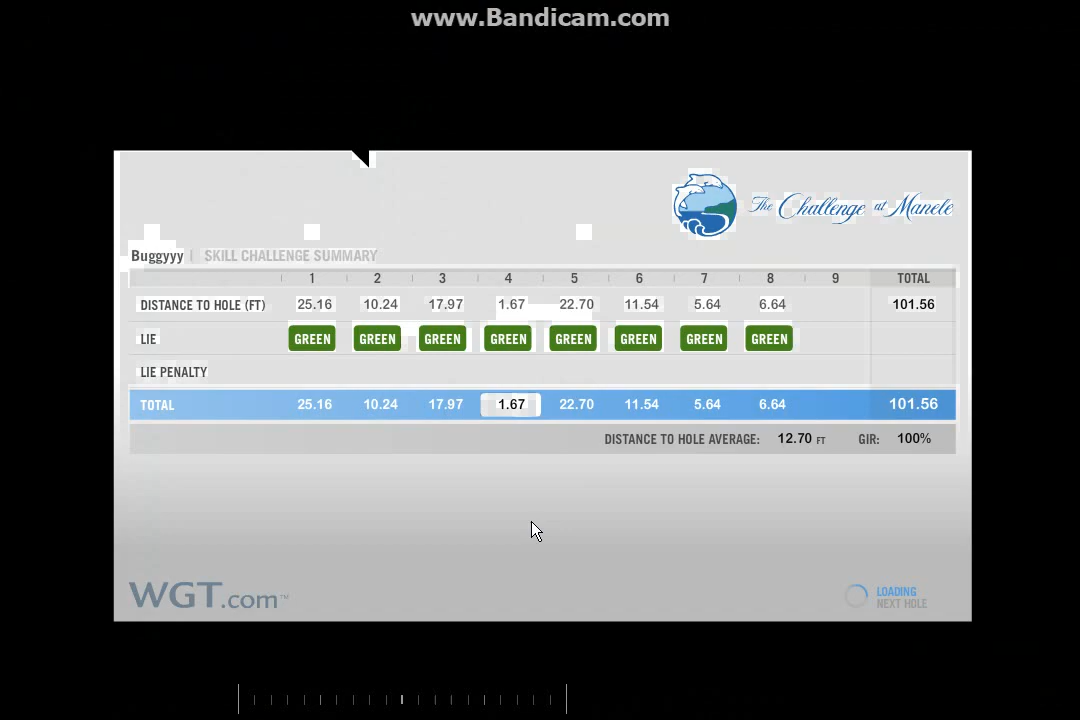 www.Bandicam.com
The Challenge at Manele
Buggyyy | SKILL CHALLENGE SUMMARY
1 2 3 4 5 6 7 8 9 TOTAL
DISTANCE TO HOLE (FT) 25.16 10.24 17.97 1.67 22.70 11.54 5.64 6.64 101.56
LIE GREEN GREEN GREEN GREEN GREEN GREEN GREEN GREEN
LIE PENALTY
TOTAL 25.16 10.24 17.97 1.67 22.70 11.54 5.64 6.64 101.56
DISTANCE TO HOLE AVERAGE: 12.70 FT GIR: 100%
WGT.com™
LOADING
NEXT HOLE